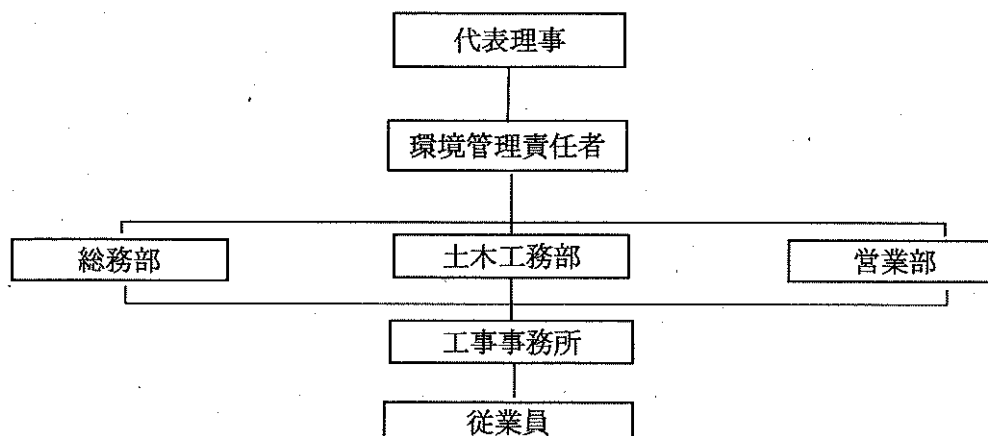 代表理事
環境管理責任者
総務部
土木工務部
営業部
工事事務所
従業員